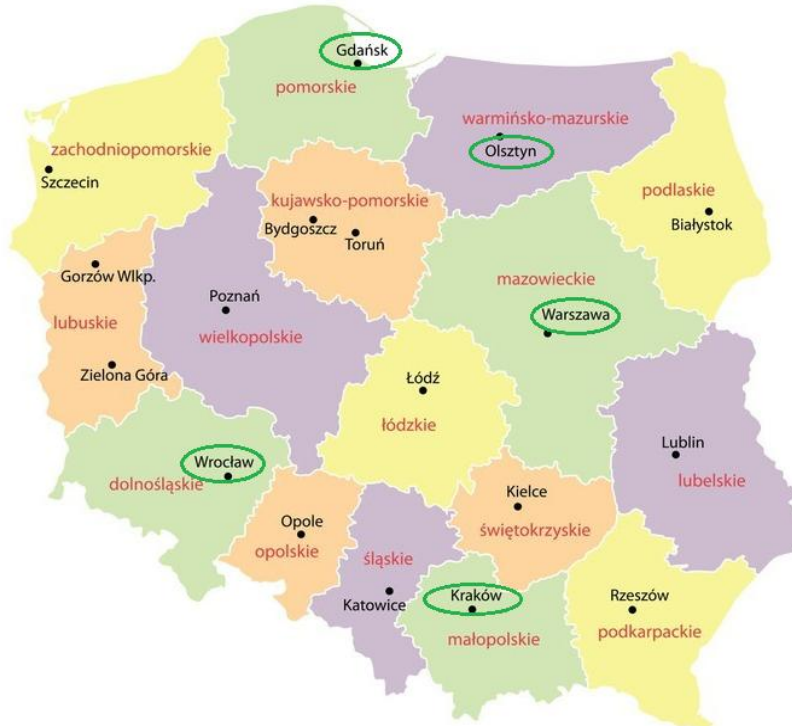 Gdańsk
pomorskie
warmińsko-mazurskie
Olsztyn
zachodniopomorskie
Szczecin
podlaskie
Białystok
kujawsko-pomorskie
Bydgoszcz
Toruń
Gorzów Wlkp.
lubuskie
Zielona Góra
Poznań
wielkopolskie
mazowieckie
Warszawa
Łódź
łódzkie
Wrocław
dolnośląskie
Lublin
lubelskie
Opole
opolskie
śląskie
Katowice
Kielce
świętokrzyskie
Kraków
małopolskie
Rzeszów
podkarpackie